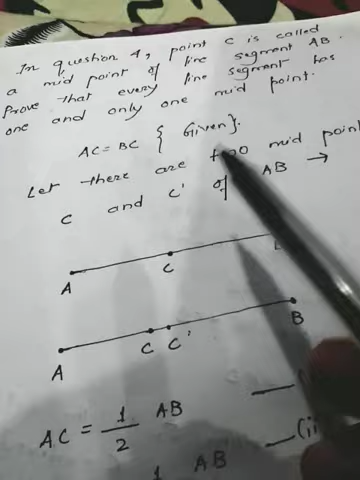 In question 4, point C is called
a mid point of line segment AB.
Prove that every line segment has
one and only one mid point.
AC = BC { Given }.
Let there are two mid point
C and C' of AB →
A C
A C C' B
AC = 1/2 AB
(ii
1 AB